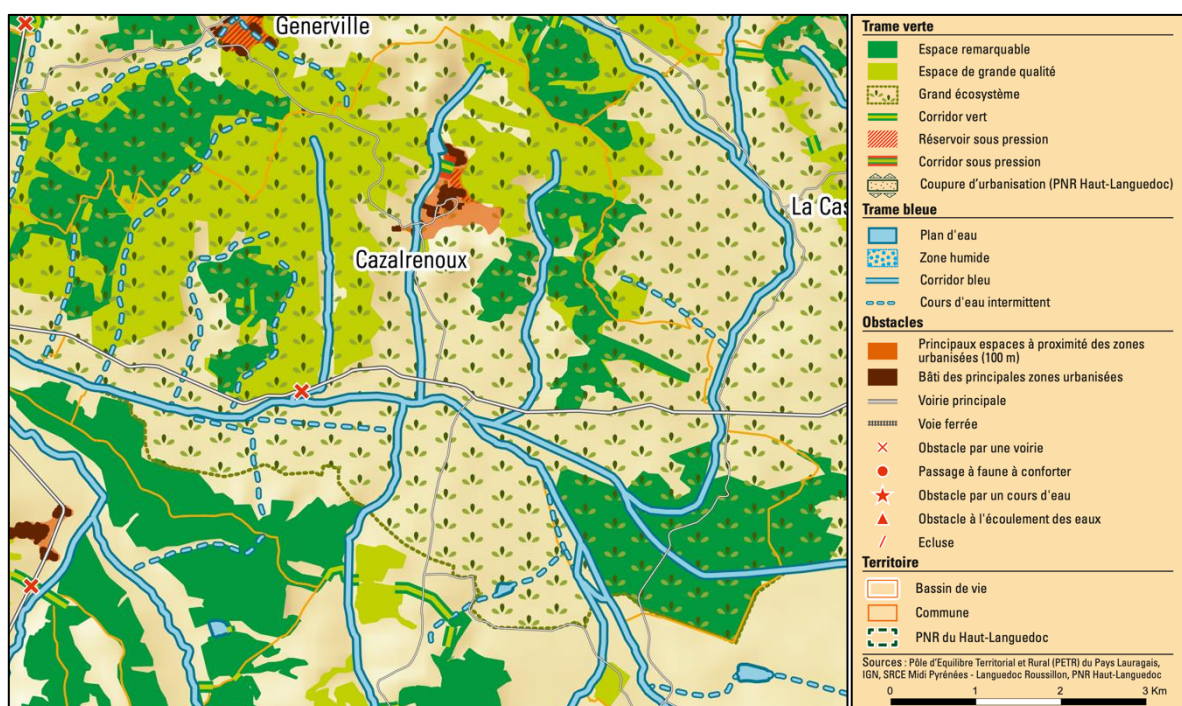 Generville
La Cas
Cazalrenoux
Trame verte
Espace remarquable
Espace de grande qualité
Grand écosystème
Corridor vert
Réservoir sous pression
Corridor sous pression
Coupure d'urbanisation (PNR Haut-Languedoc)
Trame bleue
Plan d'eau
Zone humide
Corridor bleu
Cours d'eau intermittent
Obstacles
Principaux espaces à proximité des zones
urbanisées (100 m)
Bâti des principales zones urbanisées
Voirie principale
Voie ferrée
Obstacle par une voirie
Passage à faune à conforter
Obstacle par un cours d'eau
Obstacle à l'écoulement des eaux
Ecluse
Territoire
Bassin de vie
Commune
PNR du Haut-Languedoc
Sources : Pôle d'Equilibre Territorial et Rural (PETR) du Pays Lauragais,
IGN, SRCE Midi Pyrénées - Languedoc Roussillon, PNR Haut-Languedoc
0 1 2 3 Km